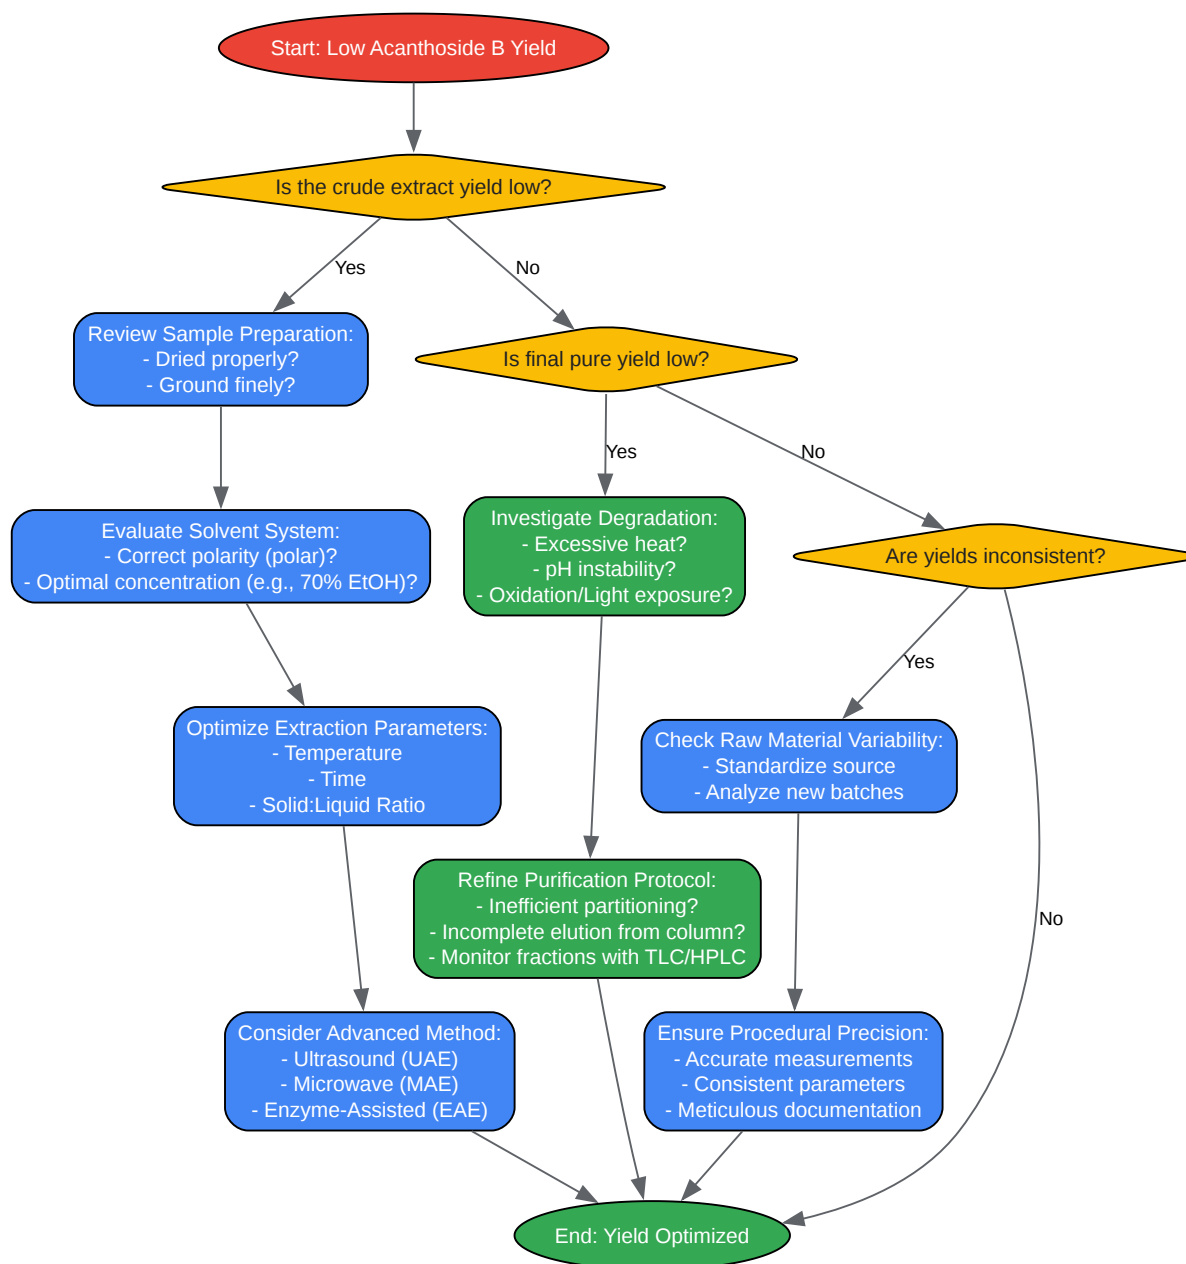 Start: Low Acanthoside B Yield
Is the crude extract yield low?
Yes
No
Review Sample Preparation:
- Dried properly?
- Ground finely?
Is final pure yield low?
Yes
No
Evaluate Solvent System:
- Correct polarity (polar)?
- Optimal concentration (e.g., 70% EtOH)?
Investigate Degradation:
- Excessive heat?
- pH instability?
- Oxidation/Light exposure?
Are yields inconsistent?
Yes
No
Optimize Extraction Parameters:
- Temperature
- Time
- Solid:Liquid Ratio
Check Raw Material Variability:
- Standardize source
- Analyze new batches
Refine Purification Protocol:
- Inefficient partitioning?
- Incomplete elution from column?
- Monitor fractions with TLC/HPLC
Consider Advanced Method:
- Ultrasound (UAE)
- Microwave (MAE)
- Enzyme-Assisted (EAE)
Ensure Procedural Precision:
- Accurate measurements
- Consistent parameters
- Meticulous documentation
End: Yield Optimized